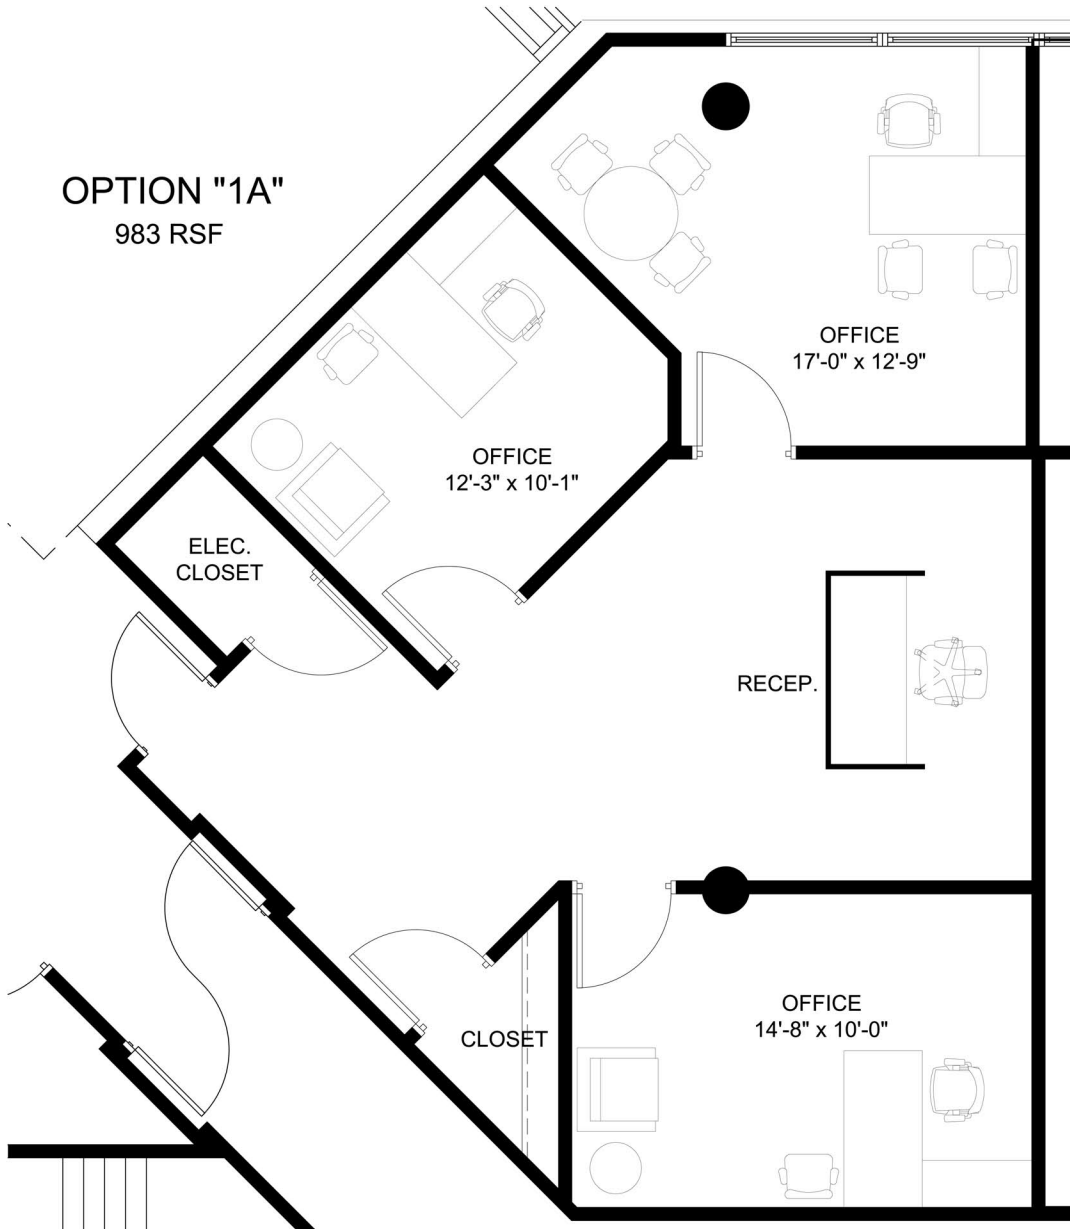 OPTION "1A"
983 RSF
OFFICE
17'-0" x 12'-9"
OFFICE
12'-3" x 10'-1"
ELEC.
CLOSET
RECEP.
OFFICE
14'-8" x 10'-0"
CLOSET